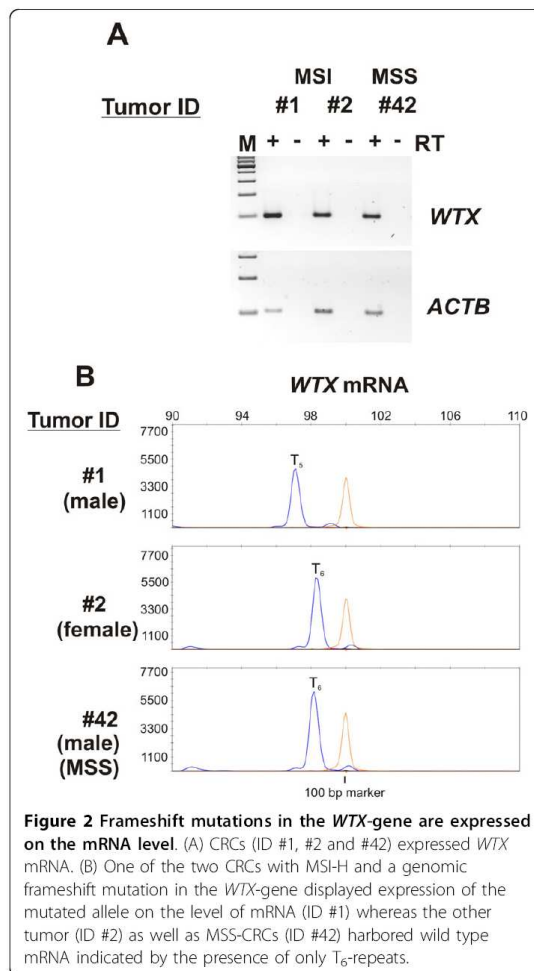 A
MSI MSS
Tumor ID #1 #2 #42
M + - + - + - RT
WTX
ACTB
B
WTX mRNA
Tumor ID
90 94 98 102 106 110
7700
5500
3300
1100
#1
(male)
T5
7700
5500
3300
1100
#2
(female)
T6
7700
5500
3300
1100
#42
(male)
(MSS)
T6
100 bp marker
Figure 2 Frameshift mutations in the WTX-gene are expressed
on the mRNA level. (A) CRCs (ID #1, #2 and #42) expressed WTX
mRNA. (B) One of the two CRCs with MSI-H and a genomic
frameshift mutation in the WTX-gene displayed expression of the
mutated allele on the level of mRNA (ID #1) whereas the other
tumor (ID #2) as well as MSS-CRCs (ID #42) harbored wild type
mRNA indicated by the presence of only T6-repeats.